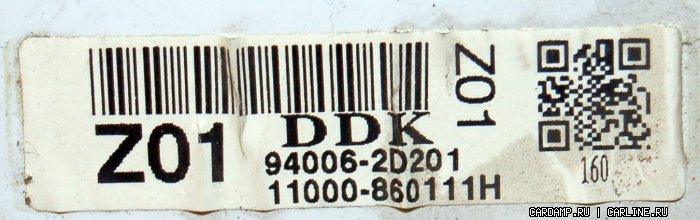 Z01
DDK
Z01
94006-2D201
11000-860111H
160
CARDAMP.RU | CARLINE.RU